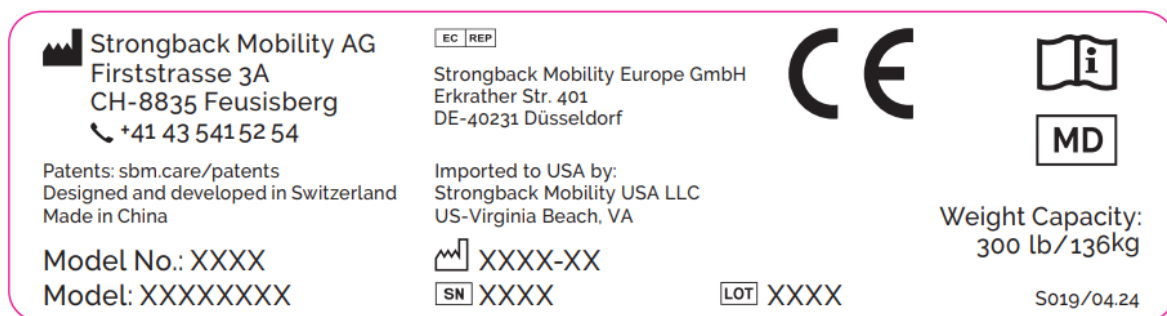 Strongback Mobility AG
Firststrasse 3A
CH-8835 Feusisberg
+41 43 541 52 54
Patents: sbm.care/patents
Designed and developed in Switzerland
Made in China
Model No.: XXXX
Model: XXXXXXXX
EC REP
Strongback Mobility Europe GmbH
Erkrather Str. 401
DE-40231 Düsseldorf
Imported to USA by:
Strongback Mobility USA LLC
US-Virginia Beach, VA
XXXX-XX
SN XXXX
LOT XXXX
CE
i
MD
Weight Capacity:
300 lb/136kg
S019/04.24